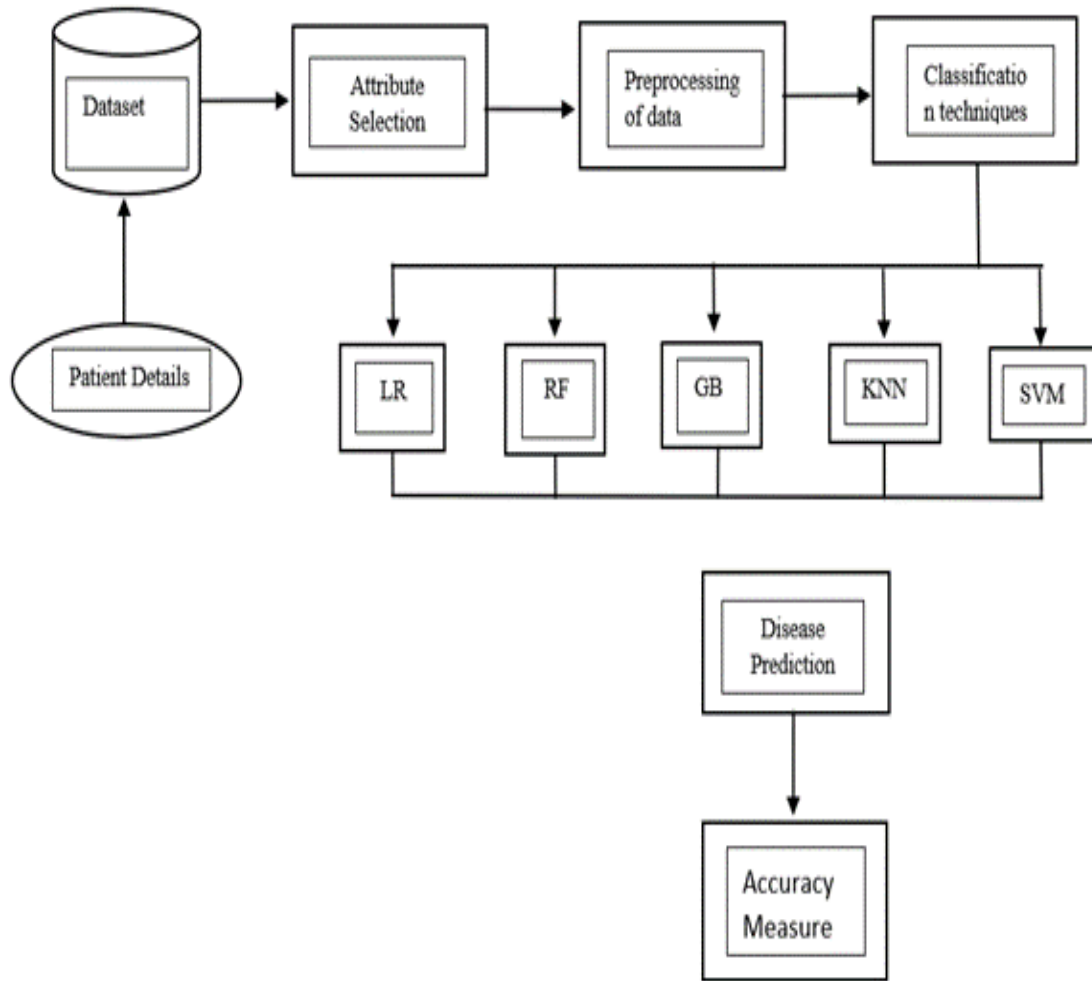 Dataset
Attribute
Selection
Preprocessing
of data
Classificatio
n techniques
Patient Details
LR
RF
GB
KNN
SVM
Disease
Prediction
Accuracy
Measure